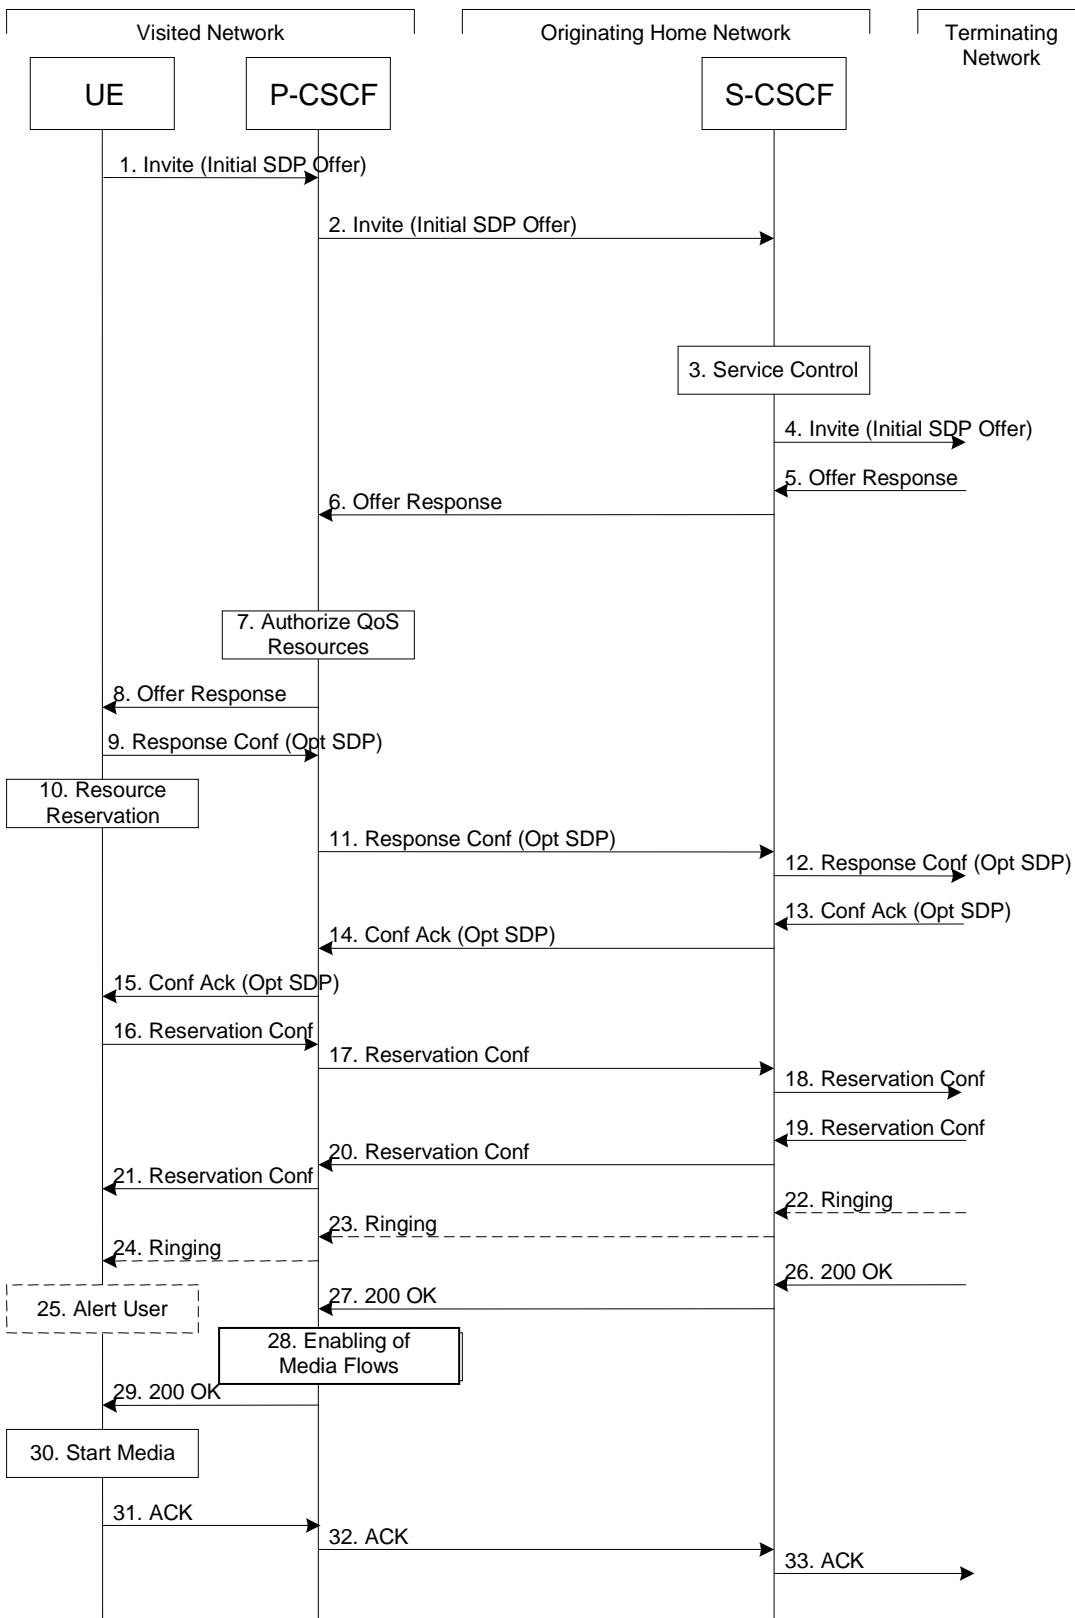 Visited Network
Originating Home Network
Terminating
Network
UE
P-CSCF
S-CSCF
1. Invite (Initial SDP Offer)
2. Invite (Initial SDP Offer)
3. Service Control
4. Invite (Initial SDP Offer)
5. Offer Response
6. Offer Response
7. Authorize QoS
Resources
8. Offer Response
9. Response Conf (Opt SDP)
10. Resource
Reservation
11. Response Conf (Opt SDP)
12. Response Conf (Opt SDP)
13. Conf Ack (Opt SDP)
14. Conf Ack (Opt SDP)
15. Conf Ack (Opt SDP)
16. Reservation Conf
17. Reservation Conf
18. Reservation Conf
19. Reservation Conf
20. Reservation Conf
21. Reservation Conf
22. Ringing
23. Ringing
24. Ringing
25. Alert User
26. 200 OK
27. 200 OK
28. Enabling of
Media Flows
29. 200 OK
30. Start Media
31. ACK
32. ACK
33. ACK